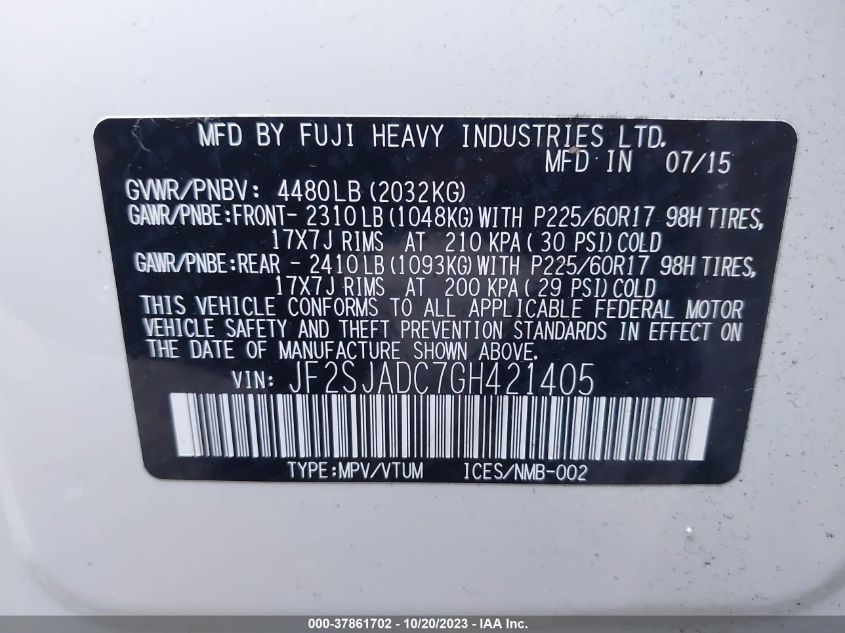 MFD BY FUJI HEAVY INDUSTRIES LTD.
MFD IN 07/15
GVWR/PNBV: 4480LB (2032KG)
GAWR/PNBE:FRONT- 2310LB (1048KG)WITH P225/60R17 98H TIRES,
17X7J RIMS AT 210 KPA ( 30 PSI)COLD
GAWR/PNBE:REAR - 2410LB (1093KG)WITH P225/60R17 98H TIRES,
17X7J RIMS AT 200 KPA ( 29 PSI)COLD
THIS VEHICLE CONFORMS TO ALL APPLICABLE FEDERAL MOTOR
VEHICLE SAFETY AND THEFT PREVENTION STANDARDS IN EFFECT ON
THE DATE OF MANUFACTURE SHOWN ABOVE.
VIN: JF2SJADC7GH421405
TYPE:MPV/VTUM ICES/NMB-002
000-37861702 - 10/20/2023 - IAA Inc.